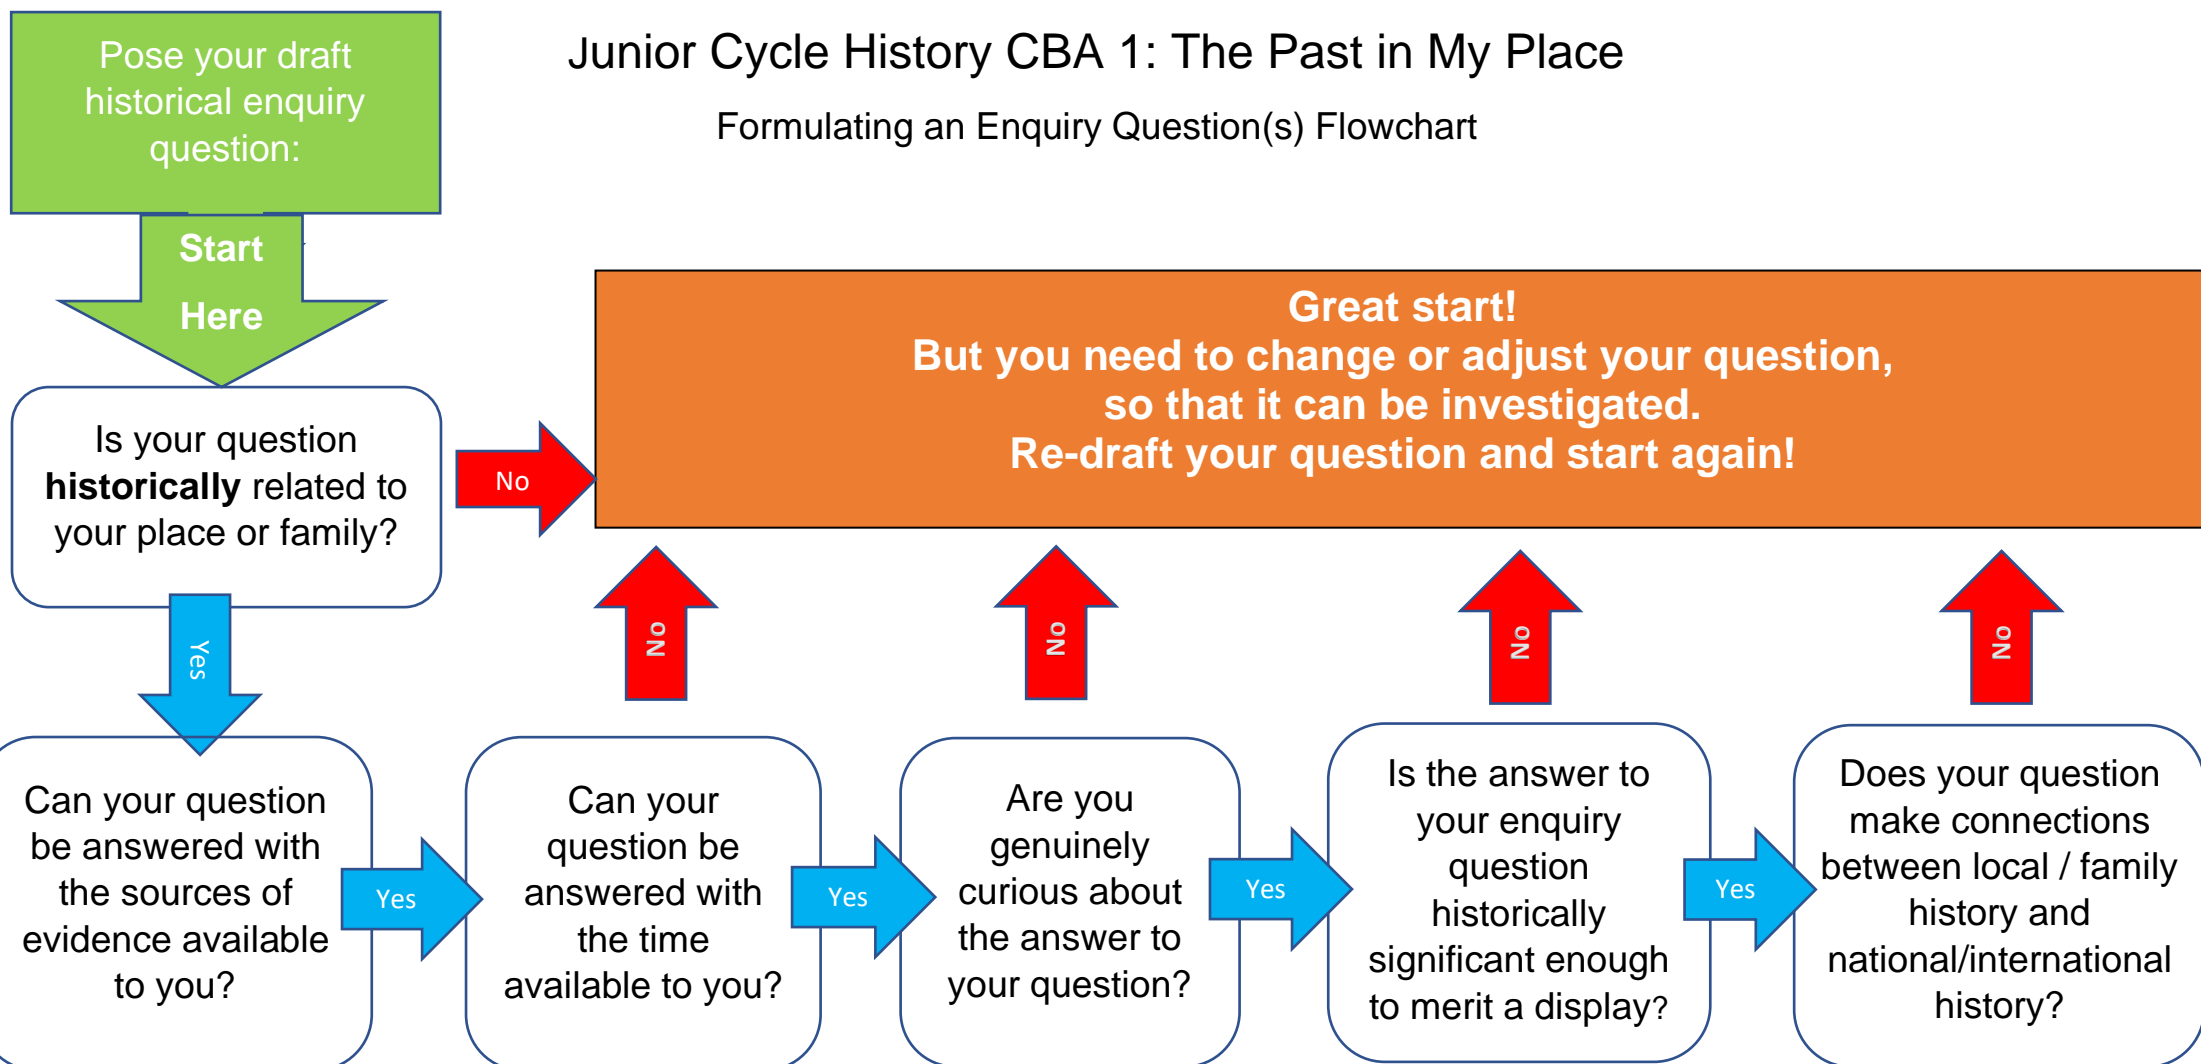 Pose your draft
historical enquiry
question:
Junior Cycle History CBA 1: The Past in My Place
Formulating an Enquiry Question(s) Flowchart
Start
Here
Great start!
But you need to change or adjust your question,
so that it can be investigated.
Re-draft your question and start again!
Is your question
historically related to
your place or family?
No
Yes
No
No
No
No
Can your question
be answered with
the sources of
evidence available
to you?
Yes
Can your
question be
answered with
the time
available to you?
Yes
Are you
genuinely
curious about
the answer to
your question?
Yes
Is the answer to
your enquiry
question
historically
significant enough
to merit a display?
Yes
Does your question
make connections
between local / family
history and
national/international
history?